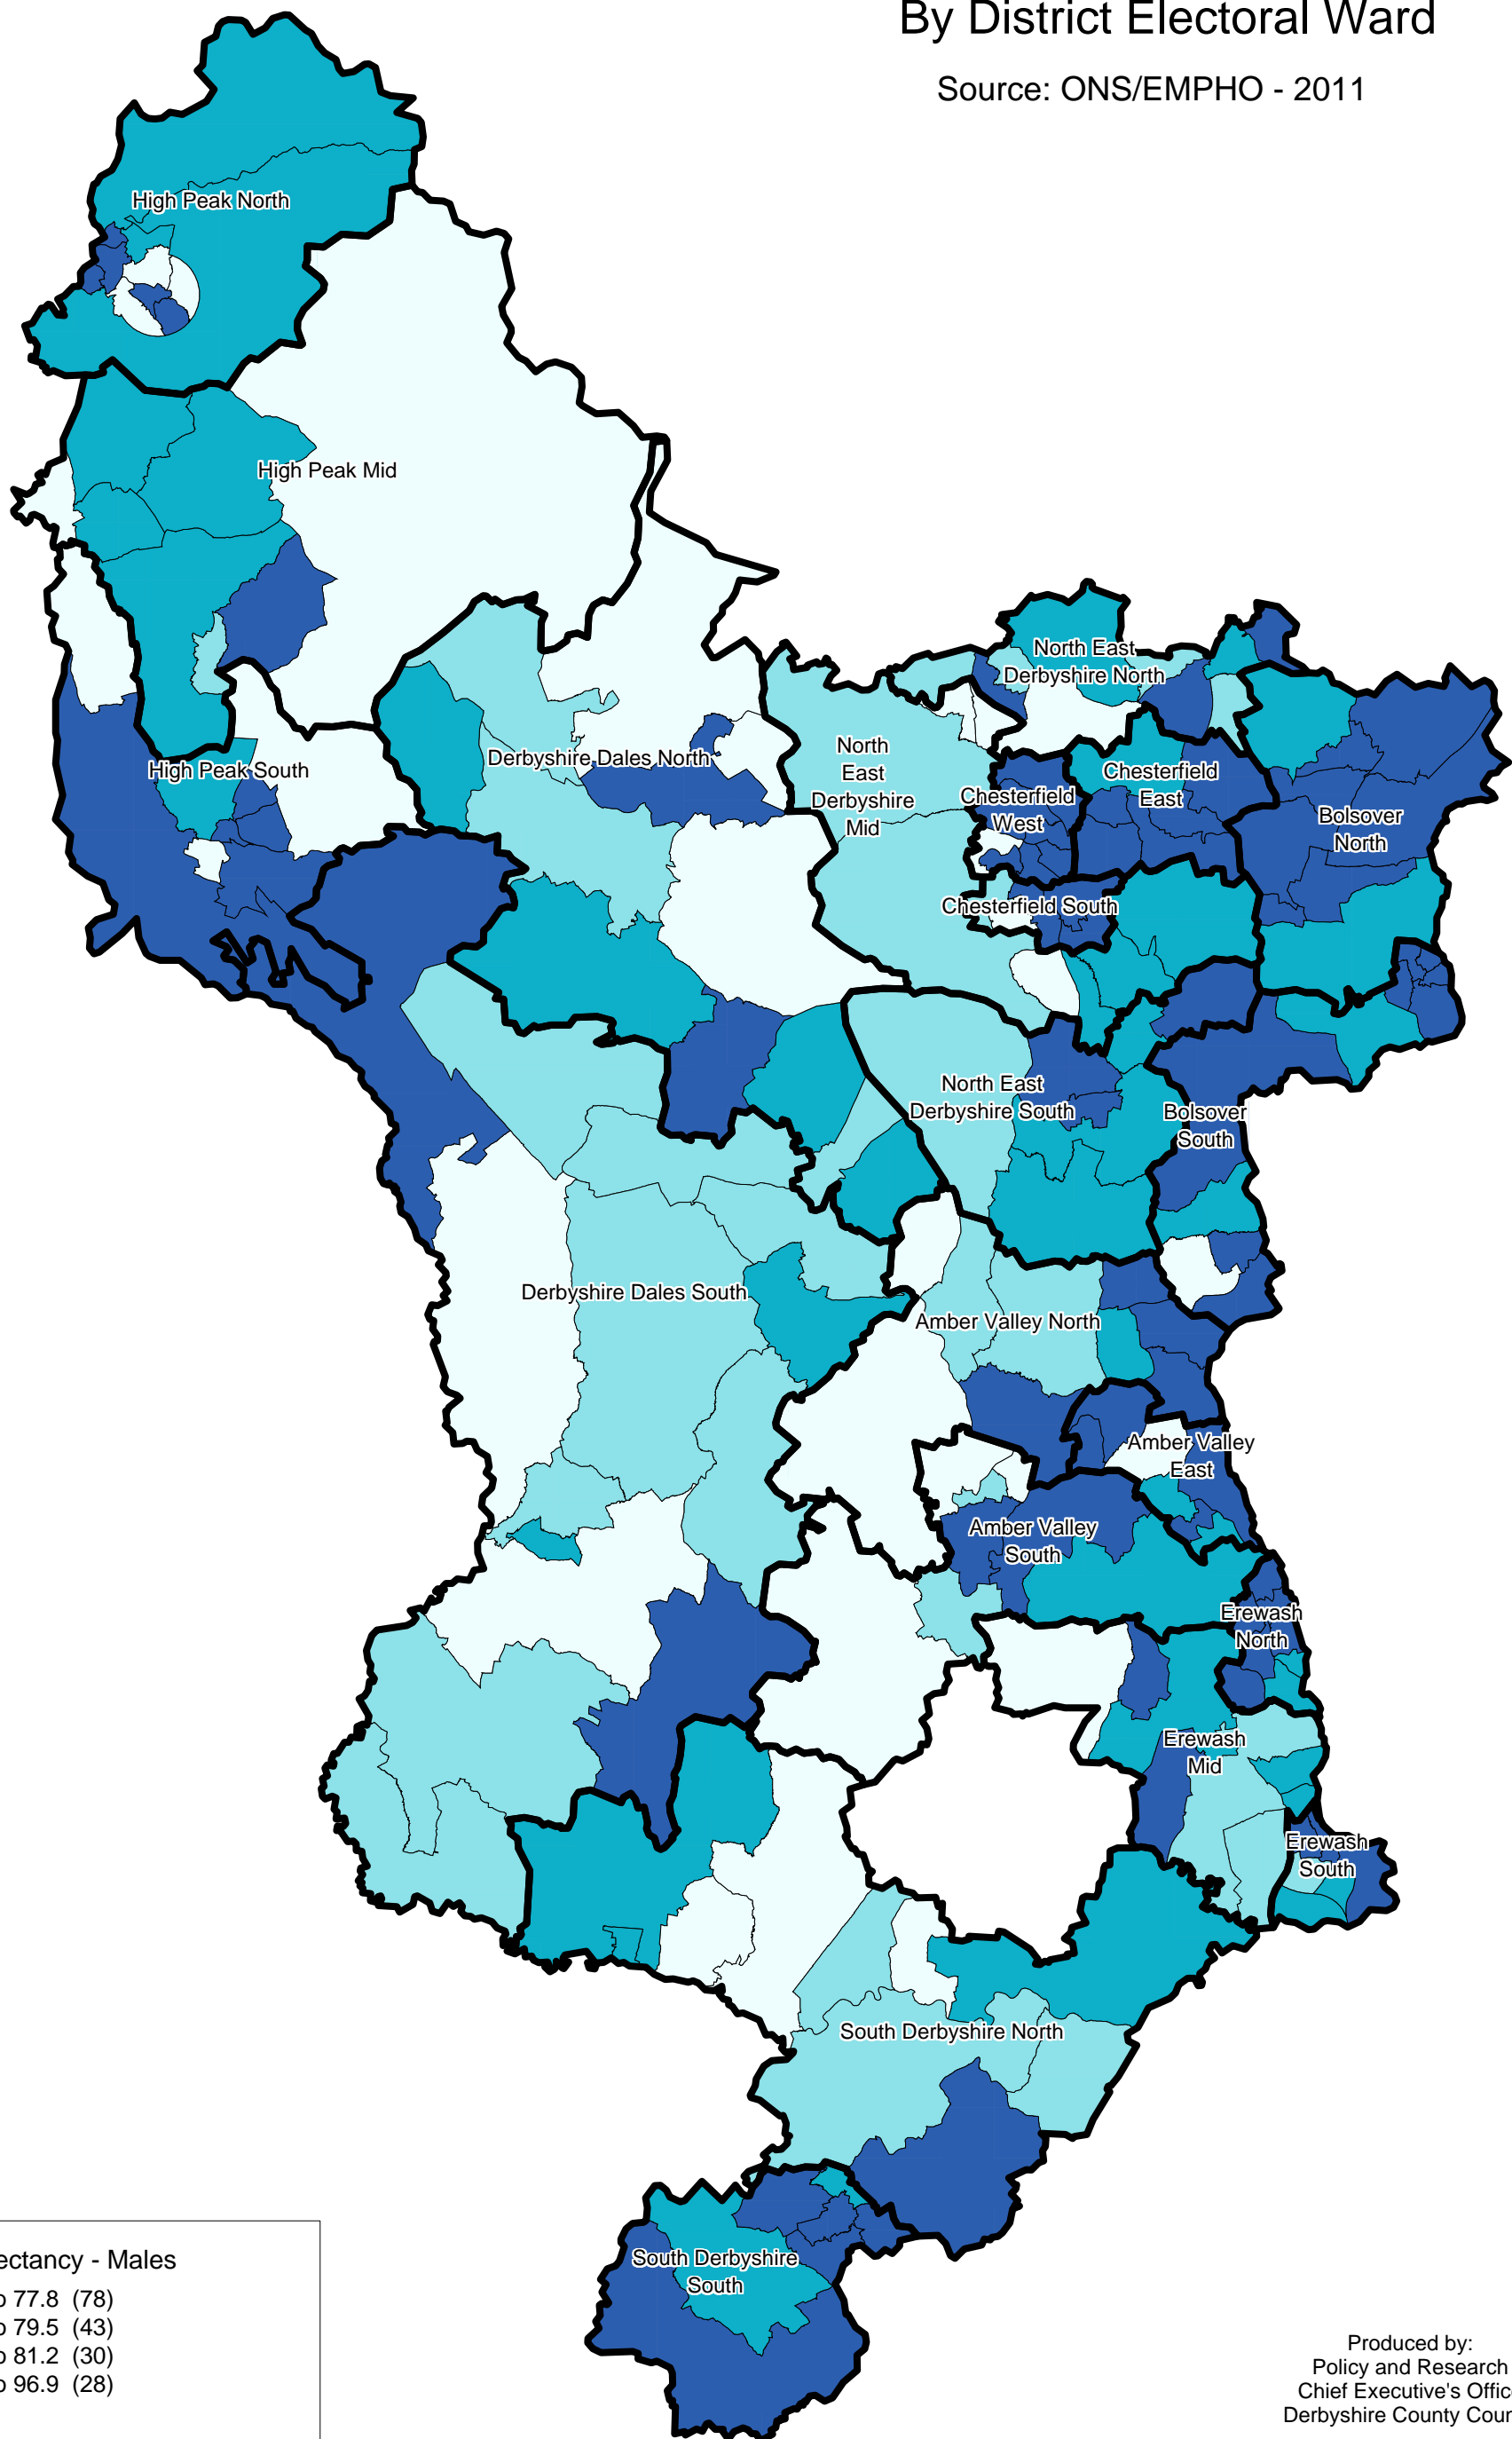 By District Electoral Ward
Source: ONS/EMPHO - 2011
High Peak North
High Peak Mid
North East
Derbyshire North
Derbyshire Dales North
High Peak South
North
East
Derbyshire
Mid
Chesterfield
East
Chesterfield
West
Bolsover
North
Chesterfield South
North East
Derbyshire South
Bolsover
South
Derbyshire Dales South
Amber Valley North
Amber Valley
East
Amber Valley
South
Erewash
North
Erewash
Mid
Erewash
South
South Derbyshire North
South Derbyshire
South
ectancy - Males
o 77.8 (78)
o 79.5 (43)
o 81.2 (30)
o 96.9 (28)
Produced by:
Policy and Research
Chief Executive's Offic
Derbyshire County Coun